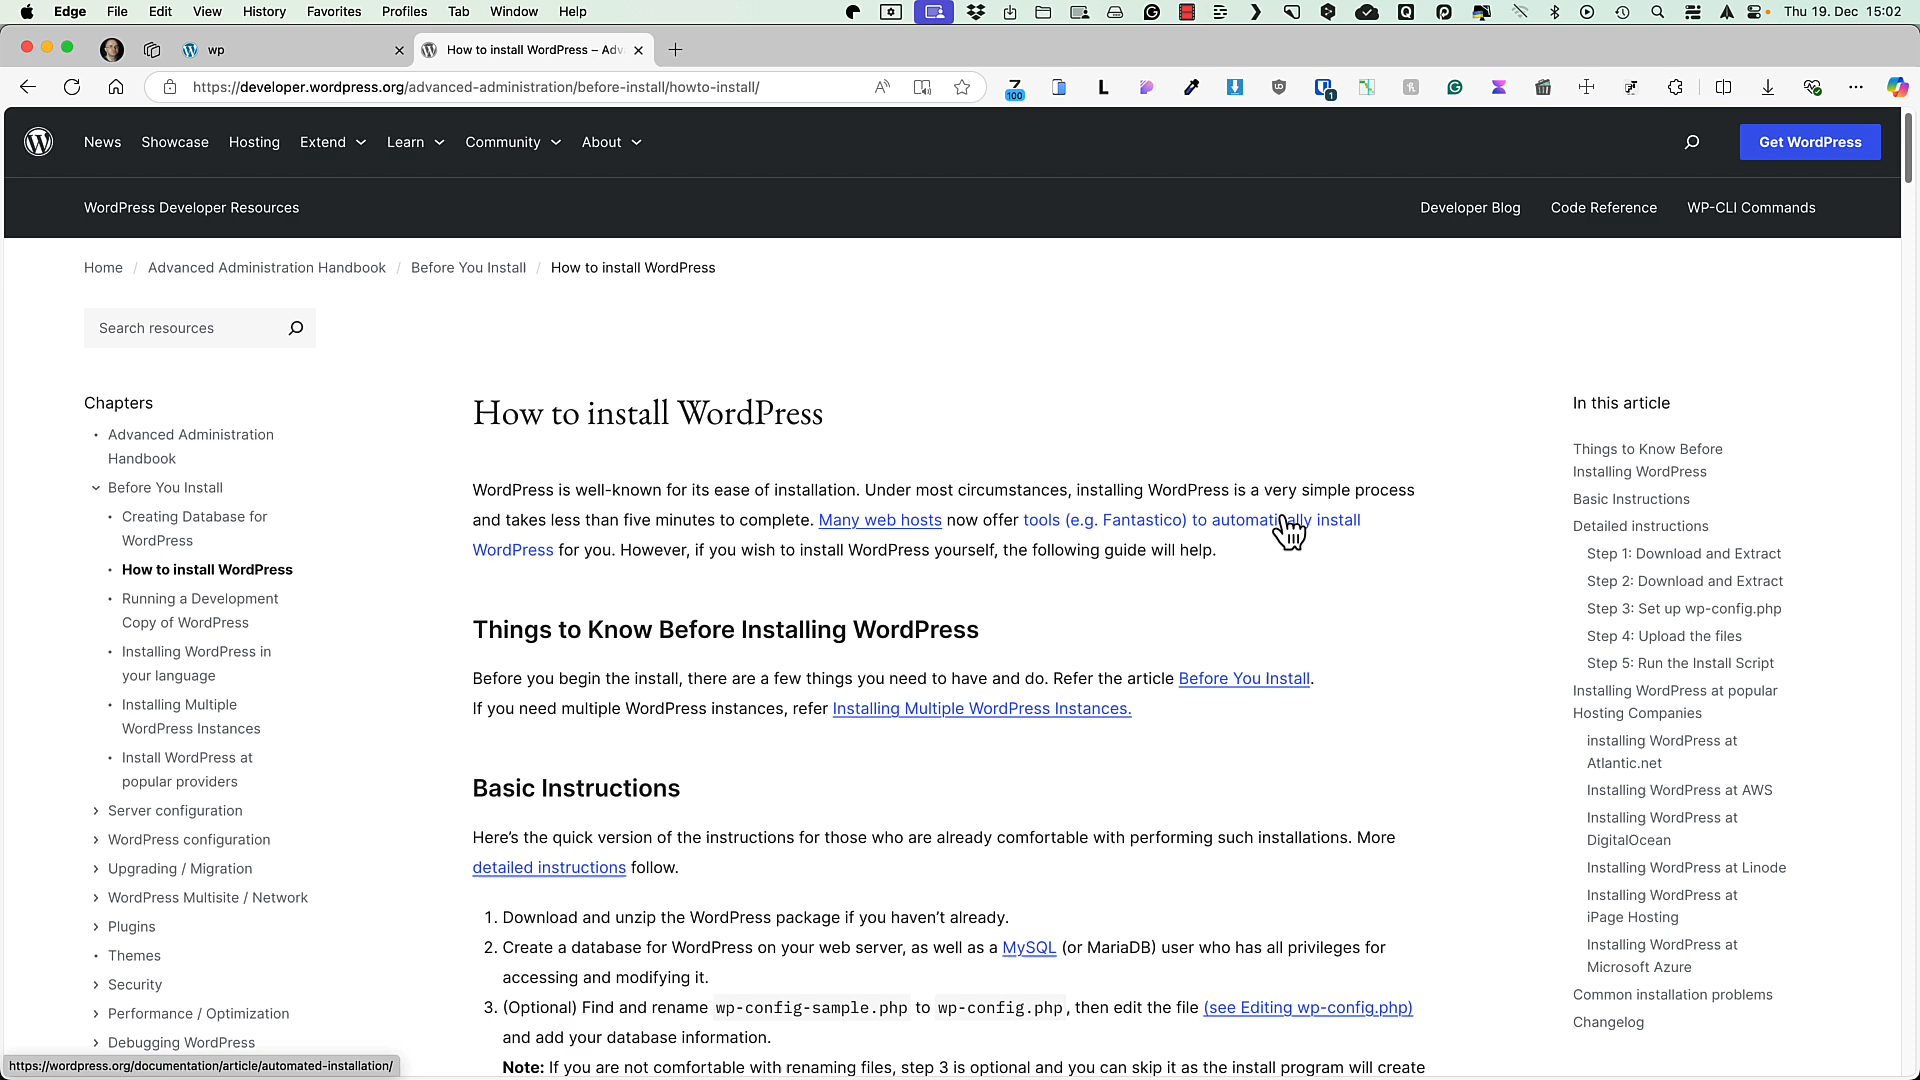 Edge File Edit View History Favorites Profiles Tab Window Help Thu 19. Dec 15:02
wp
How to install WordPress – Adv
https://developer.wordpress.org/advanced-administration/before-install/howto-install/
100
1
News Showcase Hosting Extend Learn Community About Get WordPress
WordPress Developer Resources Developer Blog Code Reference WP-CLI Commands
Home / Advanced Administration Handbook / Before You Install / How to install WordPress
Search resources
Chapters
Advanced Administration
Handbook
Before You Install
Creating Database for
WordPress
How to install WordPress
Running a Development
Copy of WordPress
Installing WordPress in
your language
Installing Multiple
WordPress Instances
Install WordPress at
popular providers
Server configuration
WordPress configuration
Upgrading / Migration
WordPress Multisite / Network
Plugins
Themes
Security
Performance / Optimization
Debugging WordPress
https://wordpress.org/documentation/article/automated-installation/
How to install WordPress
WordPress is well-known for its ease of installation. Under most circumstances, installing WordPress is a very simple process
and takes less than five minutes to complete. Many web hosts now offer tools (e.g. Fantastico) to automatically install
WordPress for you. However, if you wish to install WordPress yourself, the following guide will help.
Things to Know Before Installing WordPress
Before you begin the install, there are a few things you need to have and do. Refer the article Before You Install.
If you need multiple WordPress instances, refer Installing Multiple WordPress Instances.
Basic Instructions
Here’s the quick version of the instructions for those who are already comfortable with performing such installations. More
detailed instructions follow.
1. Download and unzip the WordPress package if you haven’t already.
2. Create a database for WordPress on your web server, as well as a MySQL (or MariaDB) user who has all privileges for
accessing and modifying it.
3. (Optional) Find and rename wp-config-sample.php to wp-config.php, then edit the file (see Editing wp-config.php)
and add your database information.
Note: If you are not comfortable with renaming files, step 3 is optional and you can skip it as the install program will create
In this article
Things to Know Before
Installing WordPress
Basic Instructions
Detailed instructions
Step 1: Download and Extract
Step 2: Download and Extract
Step 3: Set up wp-config.php
Step 4: Upload the files
Step 5: Run the Install Script
Installing WordPress at popular
Hosting Companies
installing WordPress at
Atlantic.net
Installing WordPress at AWS
Installing WordPress at
DigitalOcean
Installing WordPress at Linode
Installing WordPress at
iPage Hosting
Installing WordPress at
Microsoft Azure
Common installation problems
Changelog